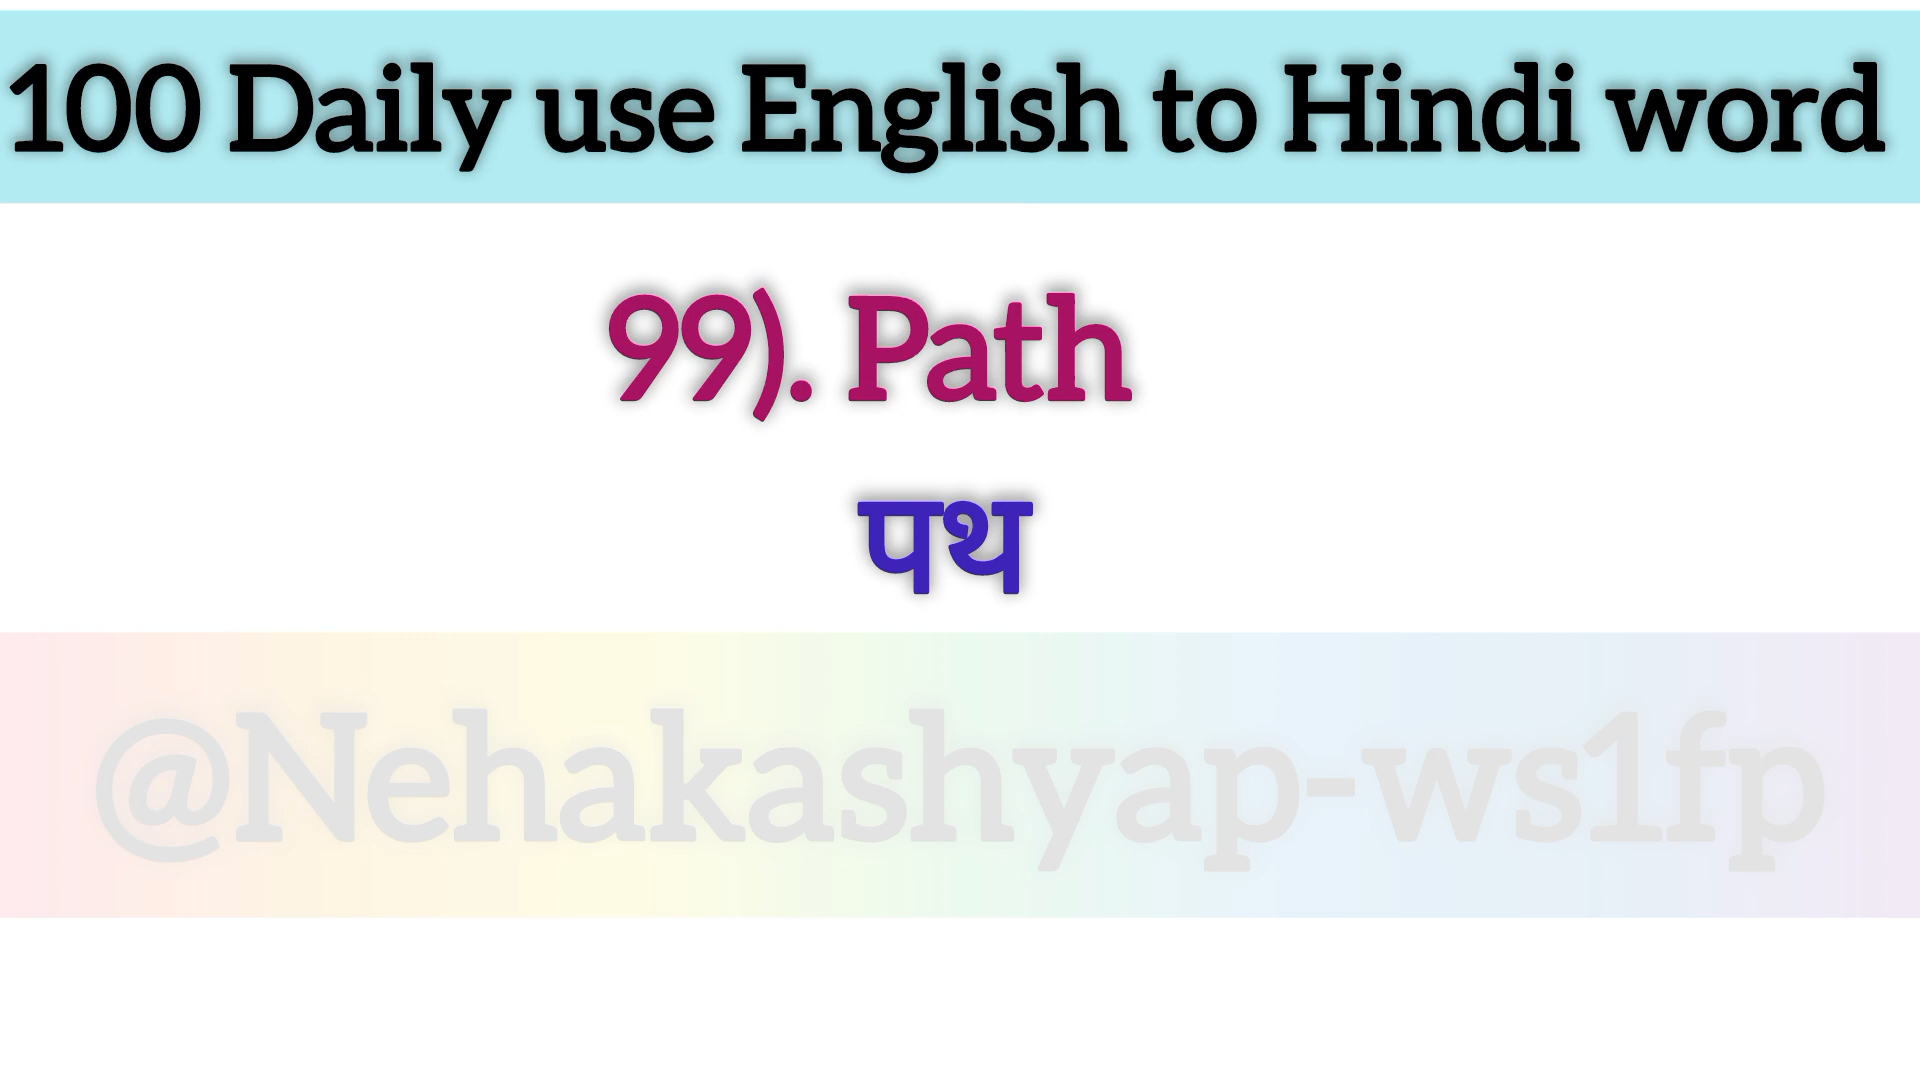 100 Daily use English to Hindi word
99). Path
पथ
@Nehakashyap-ws1fp